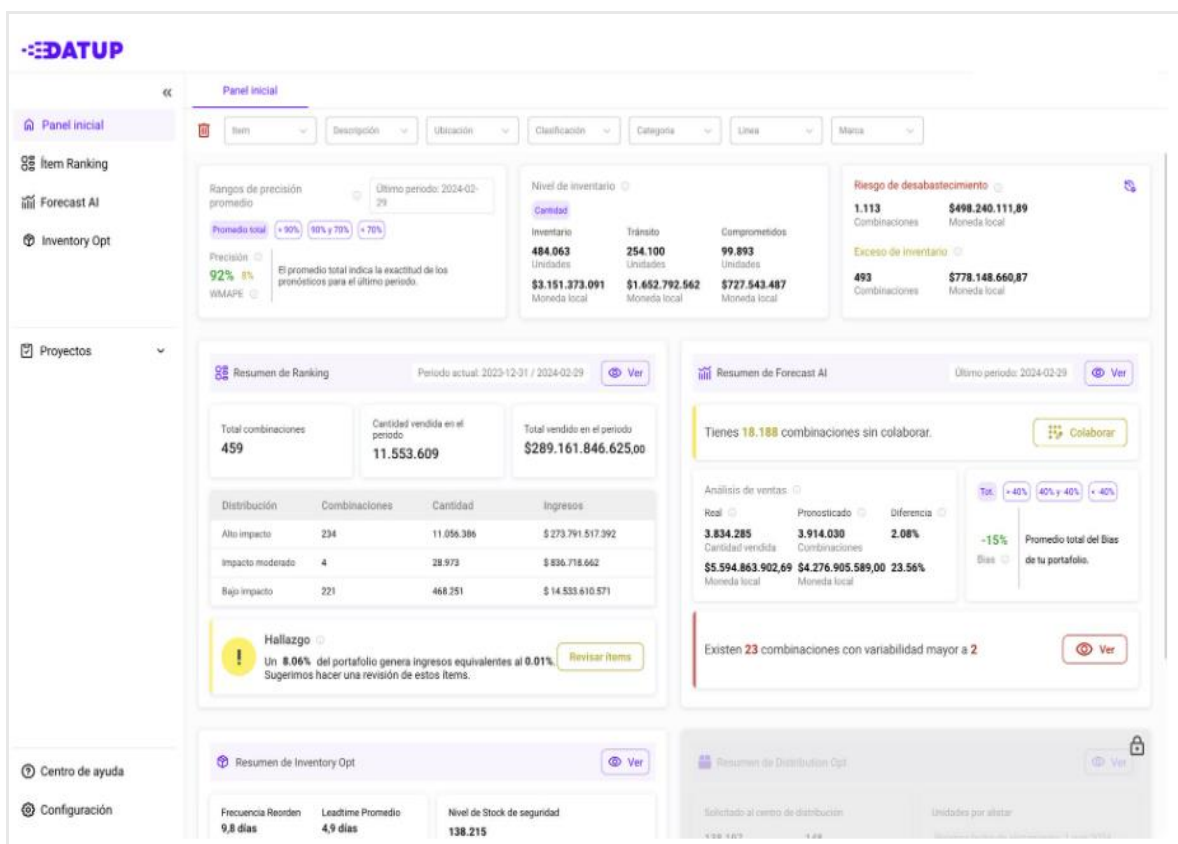 DATUP
«
Panel inicial
Panel inicial
Ítem Ranking
Forecast AI
Inventory Opt
Proyectos
Centro de ayuda
Configuración
Item
Descripción
Ubicación
Clasificación
Categoria
Linea
Marca
Rangos de precisión
promedio
Último periodo: 2024-02-
29
Promedio total
+ 90%
90% y 70%
< 70%
Precisión
92% 8%
WMAPE
El promedio total indica la exactitud de los
pronósticos para el último periodo.
Nivel de inventario
Cantidad
Inventario Tránsito Comprometidos
484.063 254.100 99.893
Unidades Unidades Unidades
$3.151.373.091 $1.652.792.562 $727.543.487
Moneda local Moneda local Moneda local
Riesgo de desabastecimiento
1.113 $498.240.111,89
Combinaciones Moneda local
Exceso de inventario
493 $778.148.660,87
Combinaciones Moneda local
Resumen de Ranking
Periodo actual: 2023-12-31 / 2024-02-29
Ver
Total combinaciones
459
Cantidad vendida en el
periodo
11.553.609
Total vendido en el periodo
$289.161.846.625,00
Distribución Combinaciones Cantidad Ingresos
Alto impacto 234 11.056.386 $ 273.791.517.392
Impacto moderado 4 28.973 $ 836.718.662
Bajo impacto 221 468.251 $ 14.533.610.571
!
Hallazgo
Un 8.06% del portafolio genera ingresos equivalentes al 0.01%.
Sugerimos hacer una revisión de estos ítems.
Revisar ítems
Resumen de Forecast AI
Último periodo: 2024-02-29
Ver
Tienes 18.188 combinaciones sin colaborar.
Colaborar
Análisis de ventas
Real Pronosticado Diferencia
3.834.285 3.914.030 2.08%
Cantidad vendida Combinaciones
$5.594.863.902,69 $4.276.905.589,00 23.56%
Moneda local Moneda local
Tot.
40% y -40%
-15%
Bias
Promedio total del Bias
de tu portafolio.
Existen 23 combinaciones con variabilidad mayor a 2
Ver
Resumen de Inventory Opt
Ver
Frecuencia Reorden
9,8 días
Leadtime Promedio
4,9 días
Nivel de Stock de seguridad
138.215
Resumen de Distribution Opt
Ver
Solicitado al centro de distribución
Unidades por alistar